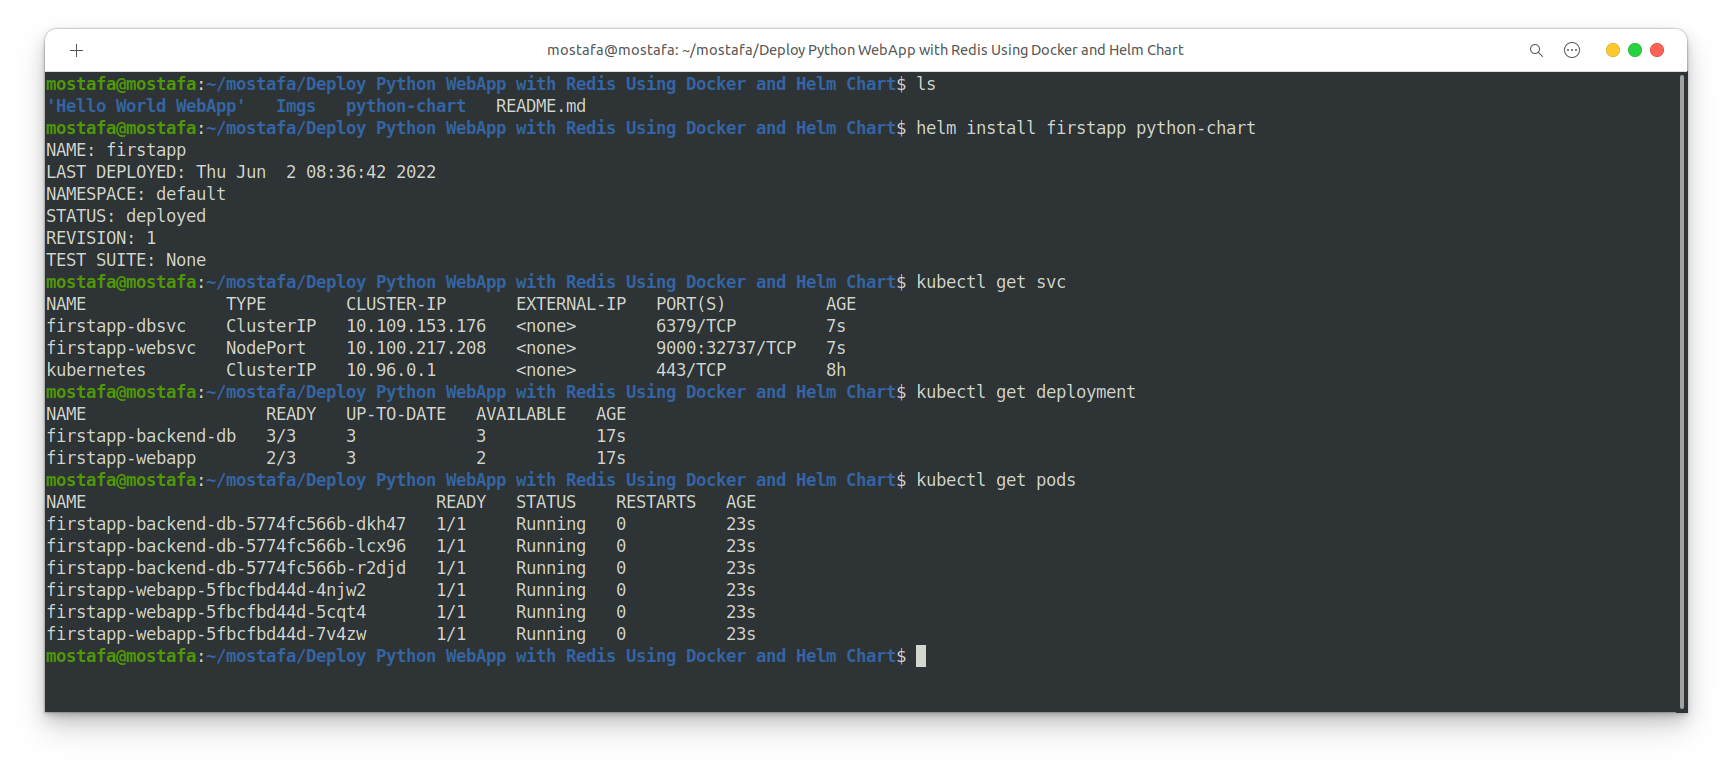 mostafa@mostafa: ~/mostafa/Deploy Python WebApp with Redis Using Docker and Helm Chart
mostafa@mostafa:~/mostafa/Deploy Python WebApp with Redis Using Docker and Helm Chart$ ls
'Hello World WebApp'   Imgs   python-chart   README.md
mostafa@mostafa:~/mostafa/Deploy Python WebApp with Redis Using Docker and Helm Chart$ helm install firstapp python-chart
NAME: firstapp
LAST DEPLOYED: Thu Jun  2 08:36:42 2022
NAMESPACE: default
STATUS: deployed
REVISION: 1
TEST SUITE: None
mostafa@mostafa:~/mostafa/Deploy Python WebApp with Redis Using Docker and Helm Chart$ kubectl get svc
NAME              TYPE        CLUSTER-IP       EXTERNAL-IP   PORT(S)          AGE
firstapp-dbsvc    ClusterIP   10.109.153.176   <none>        6379/TCP         7s
firstapp-websvc   NodePort    10.100.217.208   <none>        9000:32737/TCP   7s
kubernetes        ClusterIP   10.96.0.1        <none>        443/TCP          8h
mostafa@mostafa:~/mostafa/Deploy Python WebApp with Redis Using Docker and Helm Chart$ kubectl get deployment
NAME                  READY   UP-TO-DATE   AVAILABLE   AGE
firstapp-backend-db   3/3     3            3           17s
firstapp-webapp       2/3     3            2           17s
mostafa@mostafa:~/mostafa/Deploy Python WebApp with Redis Using Docker and Helm Chart$ kubectl get pods
NAME                                   READY   STATUS    RESTARTS   AGE
firstapp-backend-db-5774fc566b-dkh47   1/1     Running   0          23s
firstapp-backend-db-5774fc566b-lcx96   1/1     Running   0          23s
firstapp-backend-db-5774fc566b-r2djd   1/1     Running   0          23s
firstapp-webapp-5fbcfbd44d-4njw2       1/1     Running   0          23s
firstapp-webapp-5fbcfbd44d-5cqt4       1/1     Running   0          23s
firstapp-webapp-5fbcfbd44d-7v4zw       1/1     Running   0          23s
mostafa@mostafa:~/mostafa/Deploy Python WebApp with Redis Using Docker and Helm Chart$